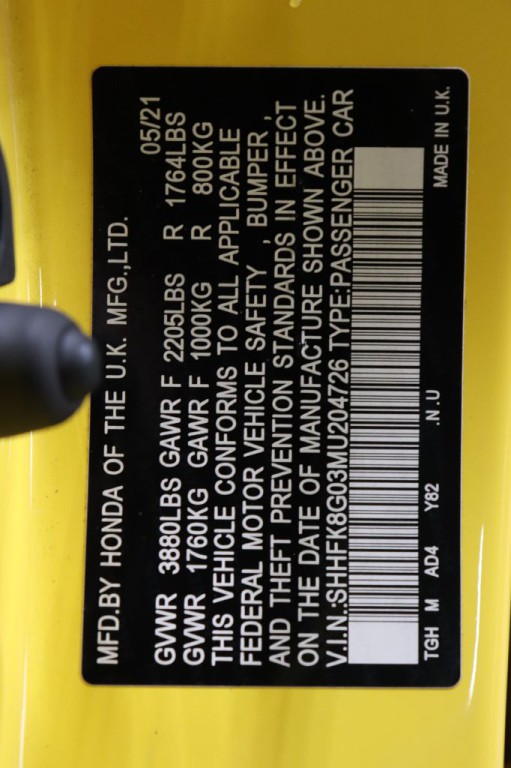 MFD.BY HONDA OF THE U.K. MFG.,LTD.
05/21
GVWR 3880LBS GAWR F 2205LBS R 1764LBS
GVWR 1760KG GAWR F 1000KG R 800KG
THIS VEHICLE CONFORMS TO ALL APPLICABLE
FEDERAL MOTOR VEHICLE SAFETY , BUMPER ,
AND THEFT PREVENTION STANDARDS IN EFFECT
ON THE DATE OF MANUFACTURE SHOWN ABOVE.
V.I.N.:SHHFK8G03MU204726 TYPE:PASSENGER CAR
TGH M AD4 Y82 .N.U MADE IN U.K.